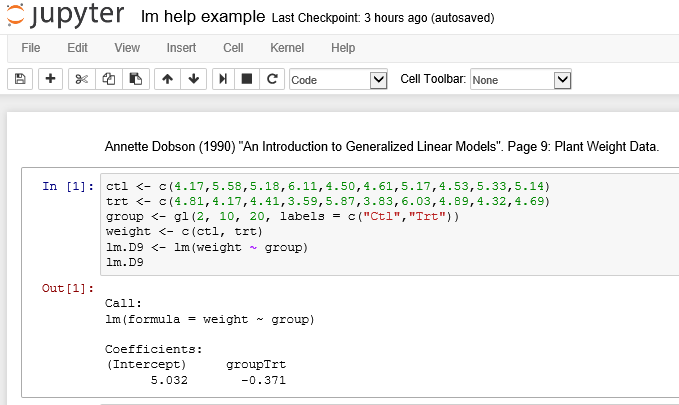 jupyter lm help example Last Checkpoint: 3 hours ago (autosaved)
File Edit View Insert Cell Kernel Help
Code Cell Toolbar: None
Annette Dobson (1990) "An Introduction to Generalized Linear Models". Page 9: Plant Weight Data.
In [1]: ctl <- c(4.17,5.58,5.18,6.11,4.50,4.61,5.17,4.53,5.33,5.14)
trt <- c(4.81,4.17,4.41,3.59,5.87,3.83,6.03,4.89,4.32,4.69)
group <- gl(2, 10, 20, labels = c("Ctl","Trt"))
weight <- c(ctl, trt)
lm.D9 <- lm(weight ~ group)
lm.D9
Out[1]:
Call:
lm(formula = weight ~ group)
Coefficients:
(Intercept) groupTrt
5.032 -0.371